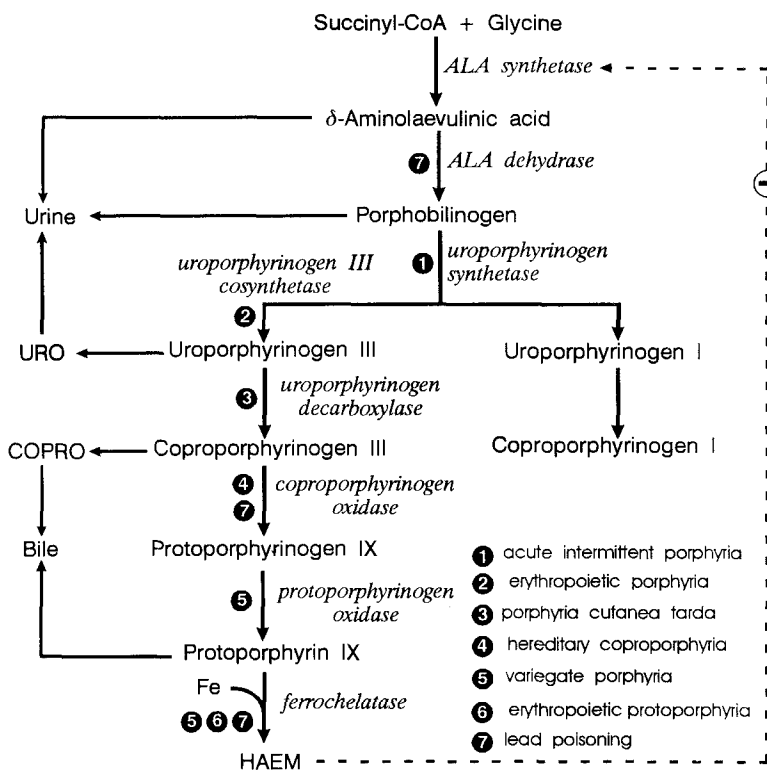 Succinyl-CoA + Glycine
ALA synthetase
δ-Aminolaevulinic acid
7 ALA dehydrase
−
Urine
Porphobilinogen
uroporphyrinogen III
cosynthetase
1 uroporphyrinogen
synthetase
2
URO
Uroporphyrinogen III
Uroporphyrinogen I
3 uroporphyrinogen
decarboxylase
COPRO
Coproporphyrinogen III
Coproporphyrinogen I
4 coproporphyrinogen
7 oxidase
Bile
Protoporphyrinogen IX
5 protoporphyrinogen
oxidase
Protoporphyrin IX
Fe
ferrochelatase
5 6 7
HAEM
1 acute intermittent porphyria
2 erythropoietic porphyria
3 porphyria cutanea tarda
4 hereditary coproporphyria
5 variegate porphyria
6 erythropoietic protoporphyria
7 lead poisoning